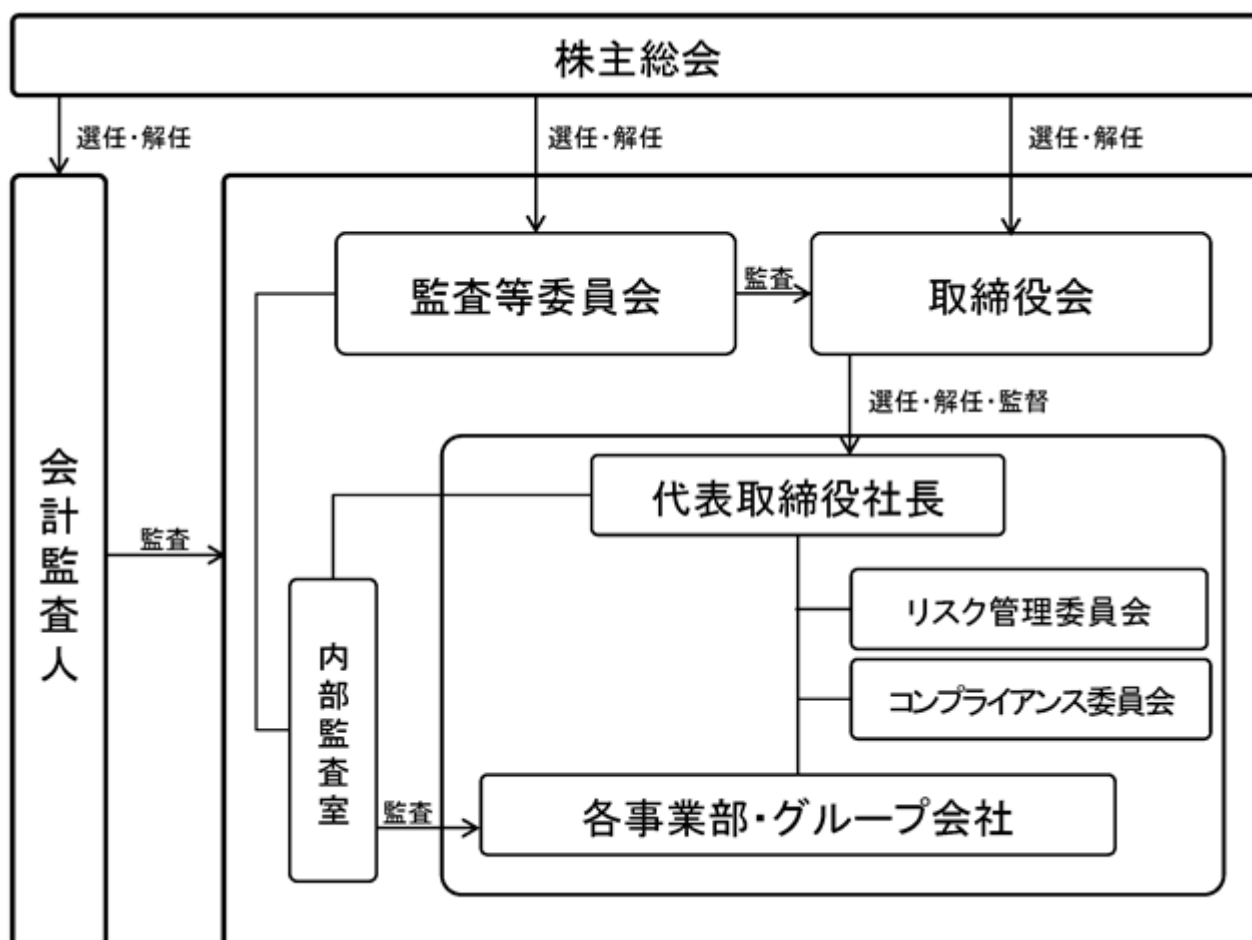 株主総会
選任・解任
選任・解任
選任・解任
監査等委員会
監査
取締役会
選任・解任・監督
会計監査人
監査
代表取締役社長
リスク管理委員会
コンプライアンス委員会
内部監査室
監査
各事業部・グループ会社